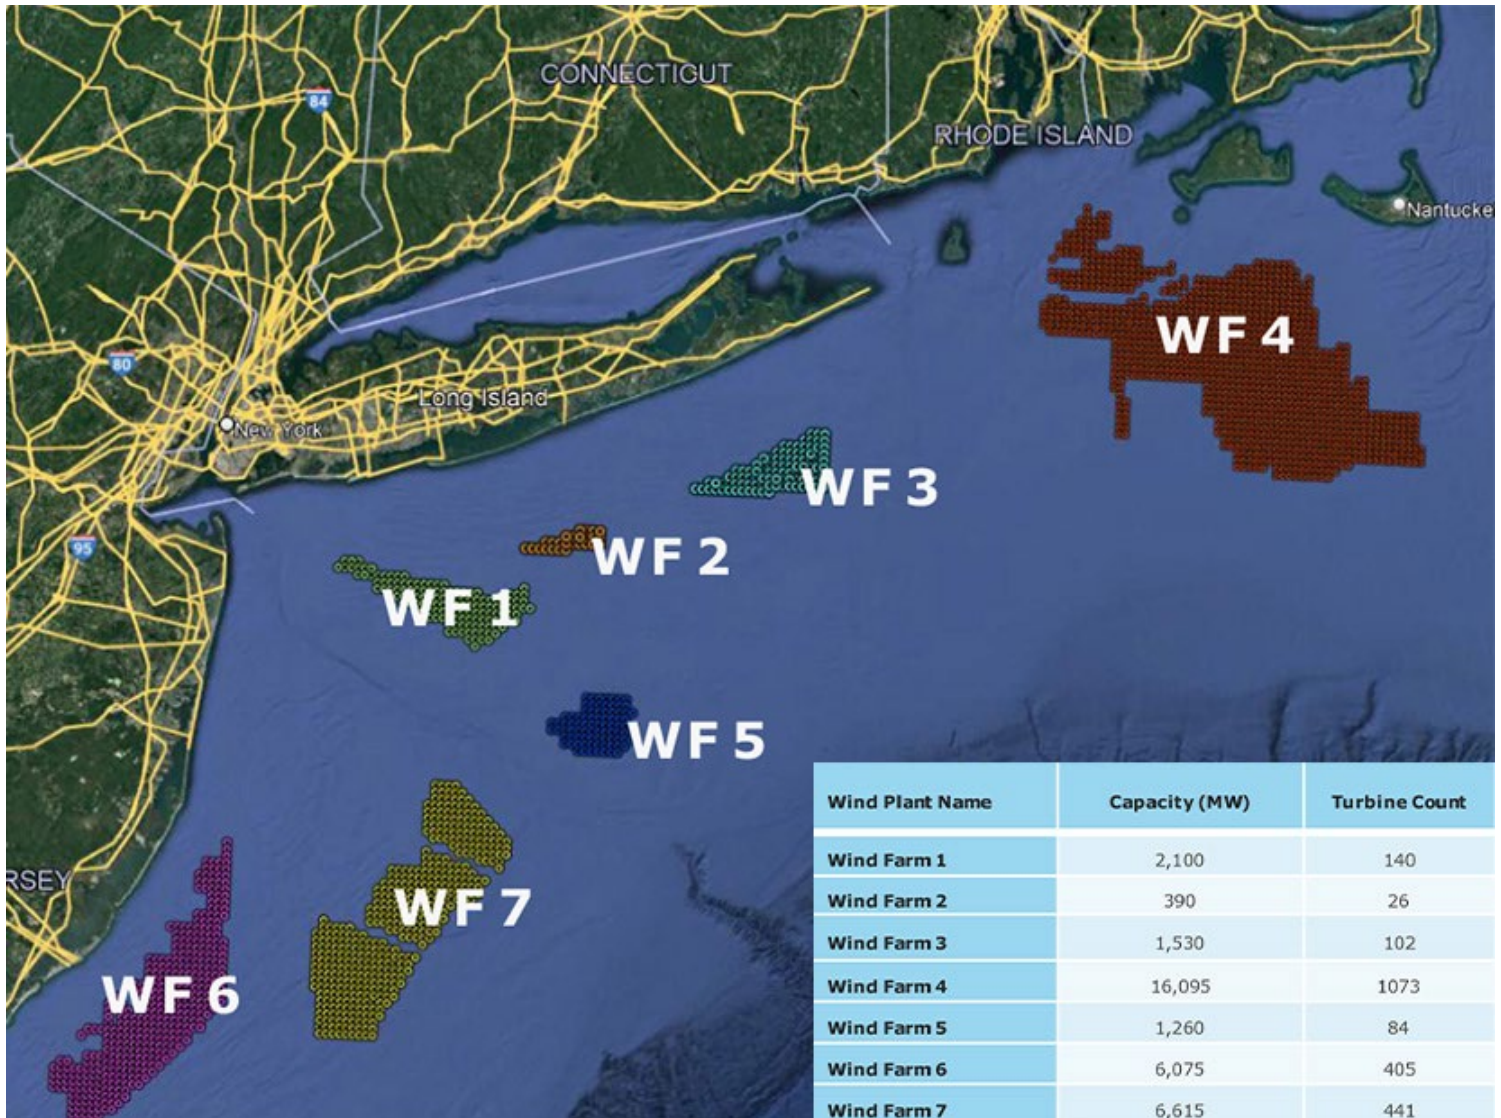 CONNECTICUT
84
RHODE ISLAND
Nantucke
WF 4
80
Long Island
New York
WF 3
95
WF 2
WF 1
WF 5
RSEY
WF 7
WF 6
Wind Plant Name Capacity (MW) Turbine Count
Wind Farm 1 2,100 140
Wind Farm 2 390 26
Wind Farm 3 1,530 102
Wind Farm 4 16,095 1073
Wind Farm 5 1,260 84
Wind Farm 6 6,075 405
Wind Farm 7 6,615 441